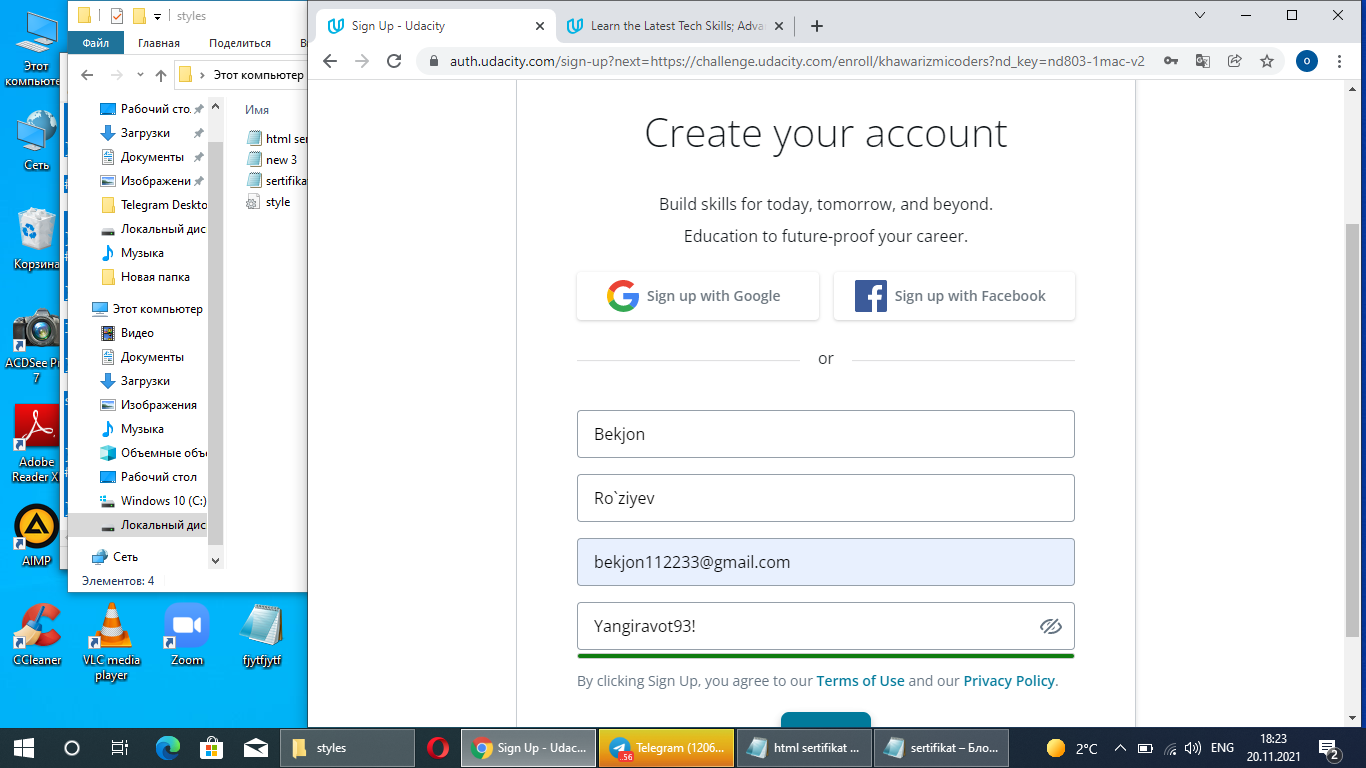 Этот компьюте
Сеть
Корзина
ACDSee Pr 7
Adobe Reader X
AIMP
CCleaner
VLC media player
Zoom
fjytfjytf
styles
Файл
Главная
Поделиться
В
Этот компьютер
Рабочий сто
Загрузки
Документы
Изображени
Telegram Deskto
Локальный дис
Музыка
Новая папка
Этот компьютер
Видео
Документы
Загрузки
Изображения
Музыка
Объемные объ
Рабочий стол
Windows 10 (C:)
Локальный дис
Сеть
Элементов: 4
Имя
html ser
new 3
sertifika
style
Sign Up - Udacity
Learn the Latest Tech Skills; Adva
auth.udacity.com/sign-up?next=https://challenge.udacity.com/enroll/khawarizmicoders?nd_key=nd803-1mac-v2
o
Create your account
Build skills for today, tomorrow, and beyond.
Education to future-proof your career.
Sign up with Google
Sign up with Facebook
or
Bekjon
Ro`ziyev
bekjon112233@gmail.com
Yangiravot93!
By clicking Sign Up, you agree to our Terms of Use and our Privacy Policy.
styles
Sign Up - Udac...
Telegram (1206...
..56
html sertifikat ...
sertifikat – Бло...
2°C
ENG
18:23
20.11.2021
2